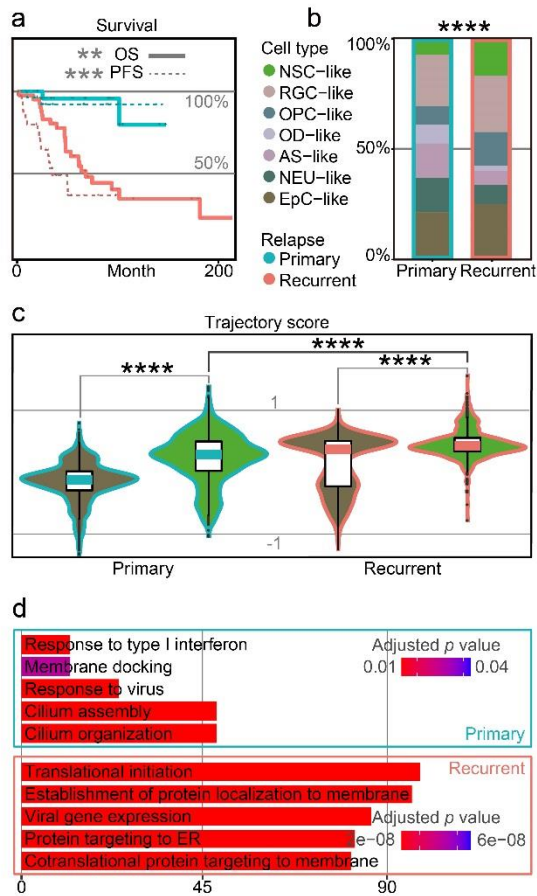 a
Survival
** OS
*** PFS
100%
50%
0
Month
200
b
****
Cell type
NSC-like
RGC-like
OPC-like
OD-like
AS-like
NEU-like
EpC-like
Relapse
Primary
Recurrent
100%
50%
0%
Primary Recurrent
c
Trajectory score
****
****
****
1
-1
Primary
Recurrent
d
Response to type I interferon
Membrane docking
Response to virus
Cilium assembly
Cilium organization
Adjusted p value
0.01 0.04
Primary
Translational initiation
Establishment of protein localization to membrane
Viral gene expression
Protein targeting to ER
Cotranslational protein targeting to membrane
Recurrent
Adjusted p value
e-08 6e-08
0 45 90